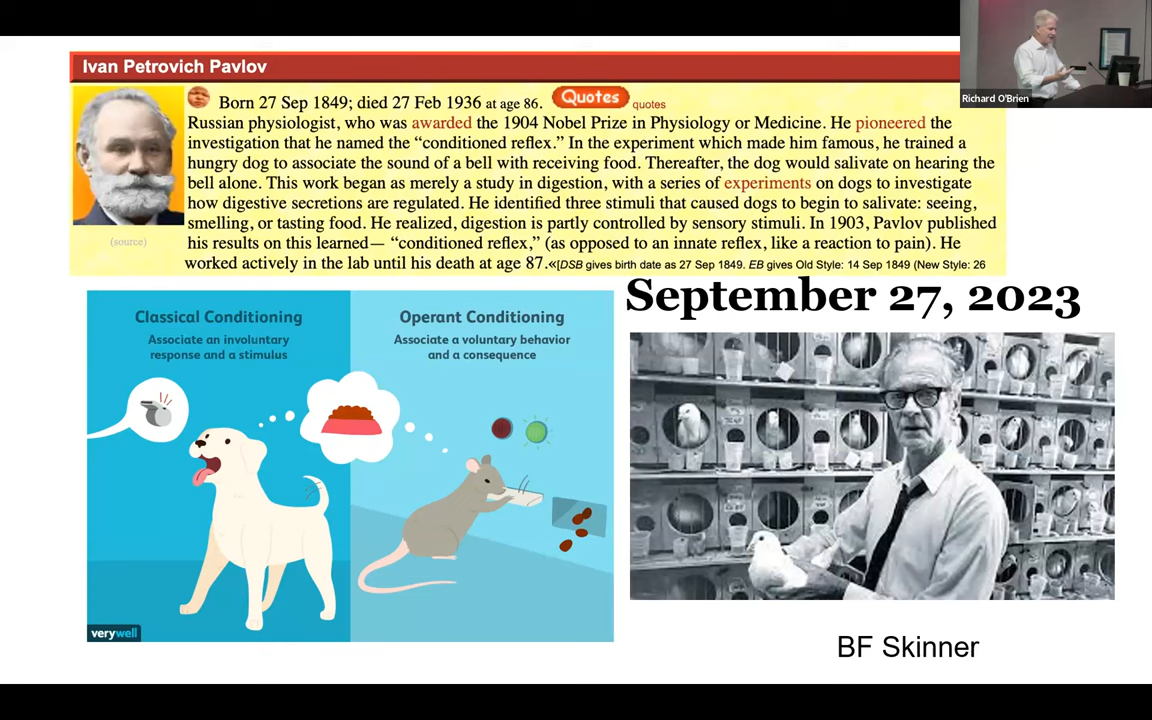 Ivan Petrovich Pavlov
Richard O'Brien
Born 27 Sep 1849; died 27 Feb 1936 at age 86. Quotes quotes
Russian physiologist, who was awarded the 1904 Nobel Prize in Physiology or Medicine. He pioneered the
investigation that he named the “conditioned reflex.” In the experiment which made him famous, he trained a
hungry dog to associate the sound of a bell with receiving food. Thereafter, the dog would salivate on hearing the
bell alone. This work began as merely a study in digestion, with a series of experiments on dogs to investigate
how digestive secretions are regulated. He identified three stimuli that caused dogs to begin to salivate: seeing,
smelling, or tasting food. He realized, digestion is partly controlled by sensory stimuli. In 1903, Pavlov published
his results on this learned— “conditioned reflex,” (as opposed to an innate reflex, like a reaction to pain). He
worked actively in the lab until his death at age 87.«[DSB gives birth date as 27 Sep 1849. EB gives Old Style: 14 Sep 1849 (New Style: 26
(source)
September 27, 2023
Classical Conditioning
Associate an involuntary
response and a stimulus
Operant Conditioning
Associate a voluntary behavior
and a consequence
verywell
BF Skinner